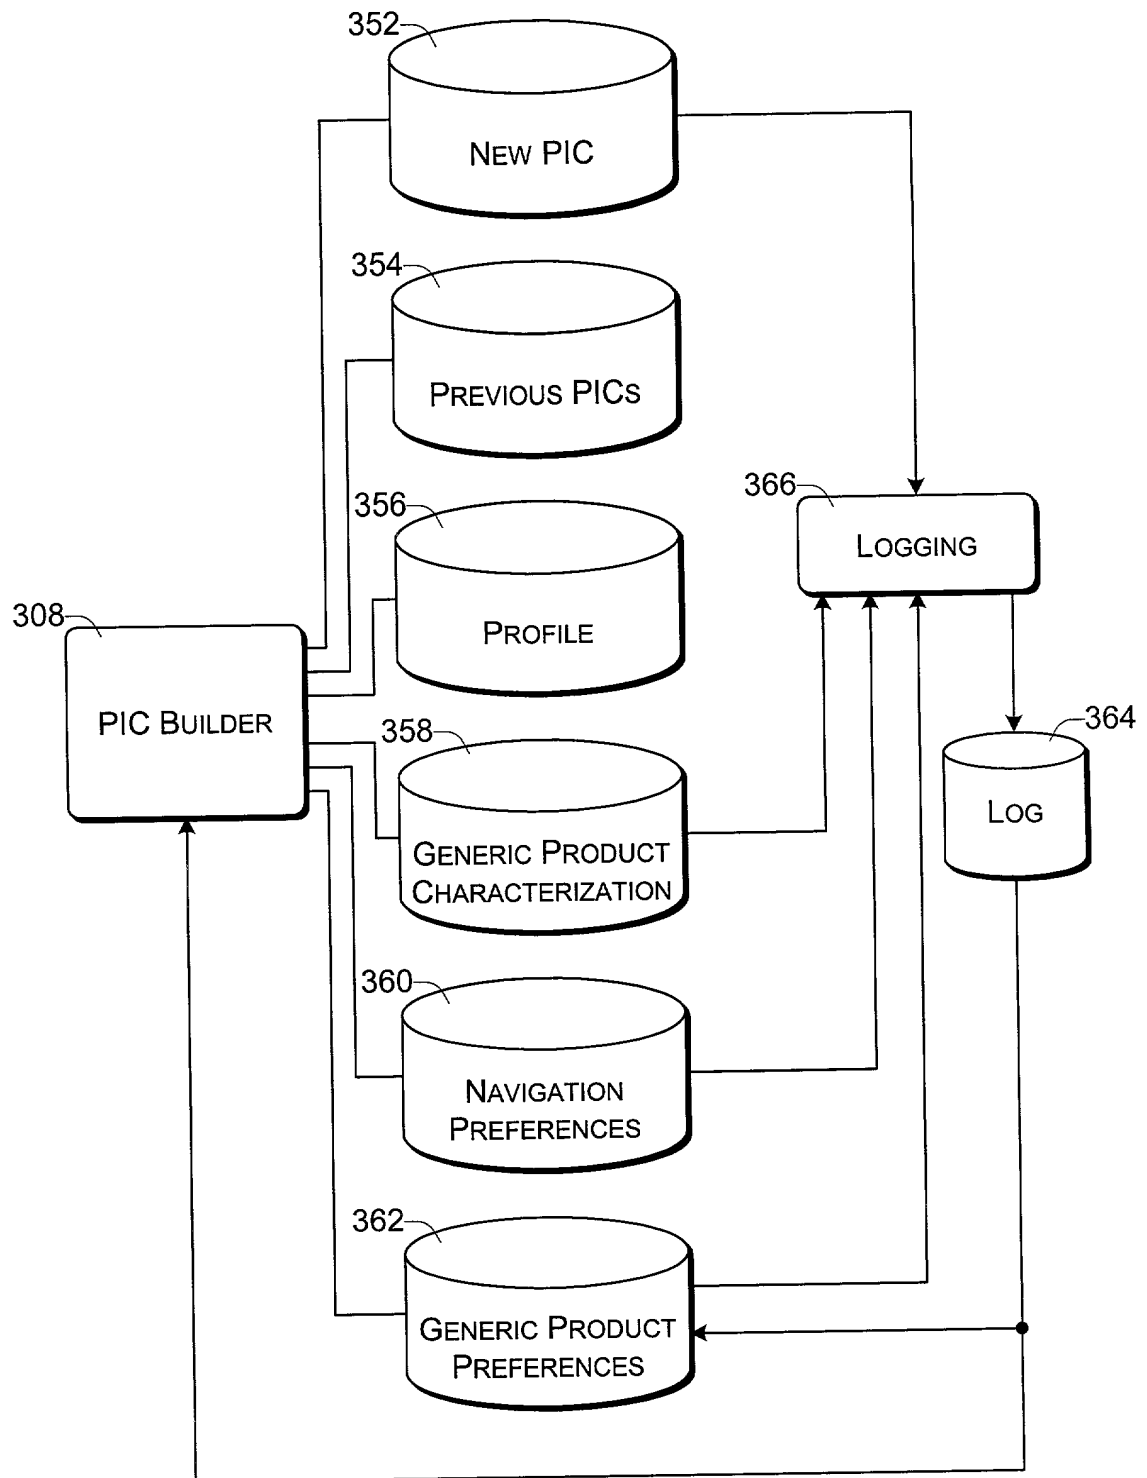 352
NEW PIC
354
PREVIOUS PICS
356
PROFILE
366
LOGGING
308
PIC BUILDER
358
GENERIC PRODUCT
CHARACTERIZATION
364
LOG
360
NAVIGATION
PREFERENCES
362
GENERIC PRODUCT
PREFERENCES